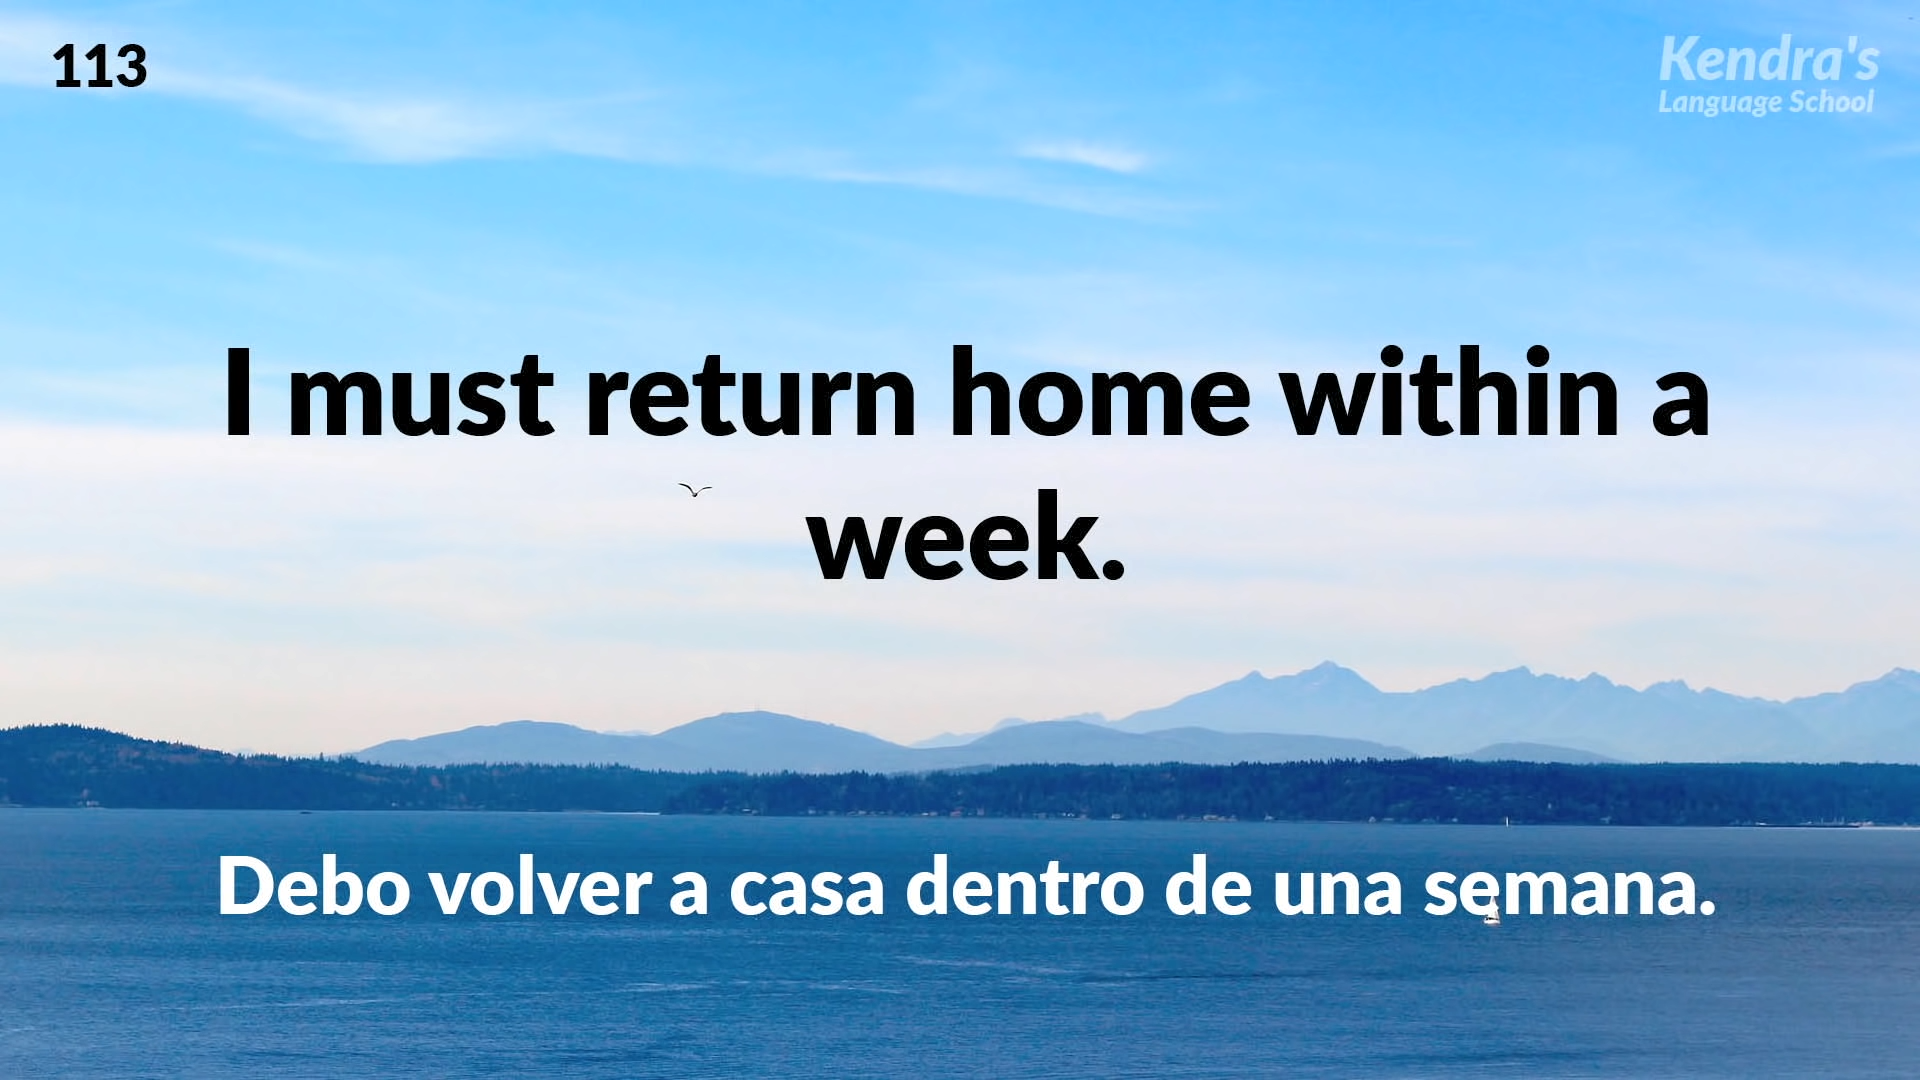 113
Kendra's
Language School
I must return home within a
week.
Debo volver a casa dentro de una semana.